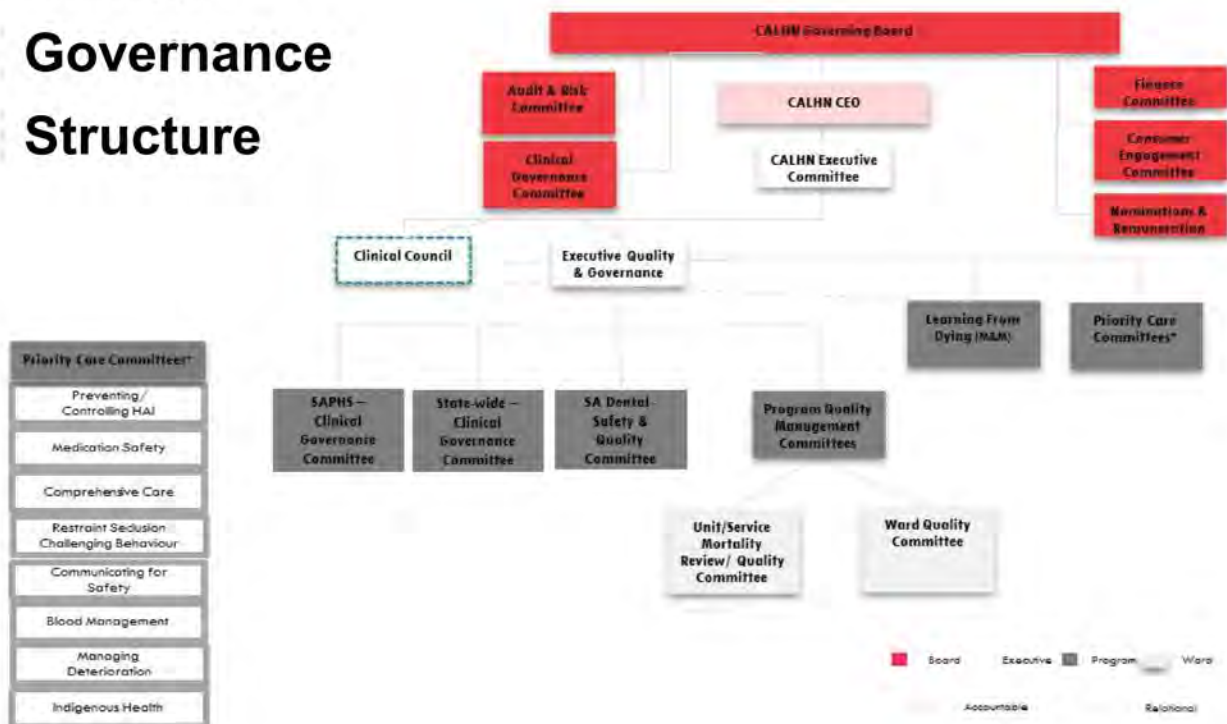 Governance
Structure
CALHN Governing Board
Audit & Risk
Committee
CALHN CEO
Finance
Committee
Clinical
Governance
Committee
CALHN Executive
Committee
Consumer
Engagement
Committee
Nominations &
Remuneration
Clinical Council
Executive Quality
& Governance
Learning From
Dying (M&M)
Priority Care
Committees*
Priority Care Committees*
Preventing/
Controlling HAI
Medication Safety
Comprehensive Care
Restraint Seclusion
Challenging Behaviour
Communicating for
Safety
Blood Management
Managing
Deterioration
Indigenous Health
SAPHS –
Clinical
Governance
Committee
State-wide –
Clinical
Governance
Committee
SA Dental
Safety &
Quality
Committee
Program Quality
Management
Committees
Unit/Service
Mortality
Review/ Quality
Committee
Ward Quality
Committee
Board Executive Program Ward
Accountable Relational